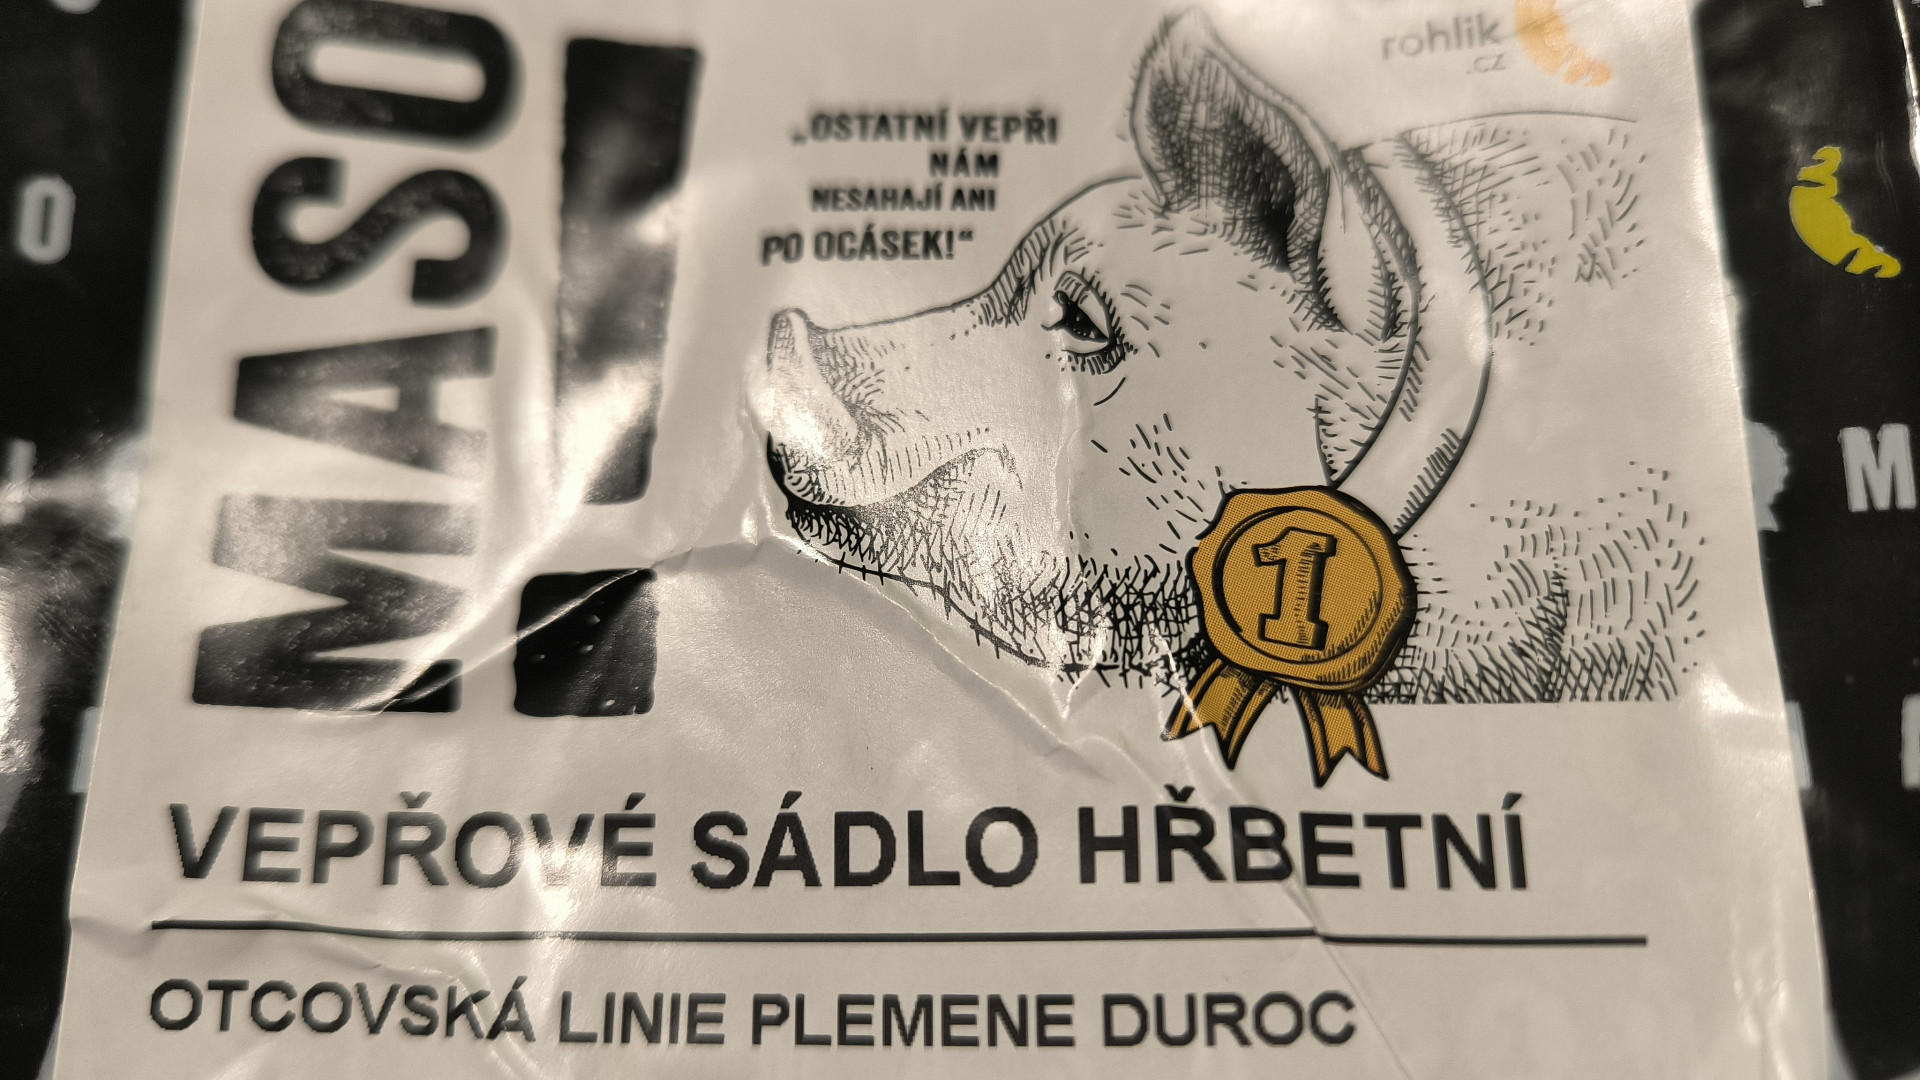 MASO!
rohlik
.cz
„OSTATNÍ VEPŘI
NÁM
NESAHAJÍ ANI
PO OCÁSEK!“
1
VEPŘOVÉ SÁDLO HŘBETNÍ
OTCOVSKÁ LINIE PLEMENE DUROC
O
M